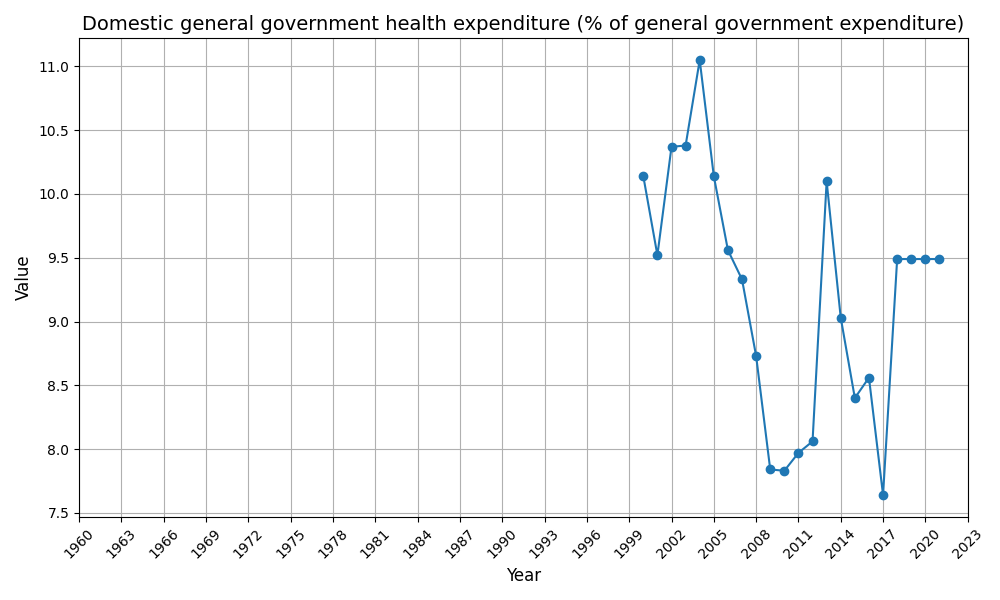 Domestic general government health expenditure (% of general government expenditure)
11.0
10.5
10.0
9.5
9.0
8.5
8.0
7.5
Value
1960 1963 1966 1969 1972 1975 1978 1981 1984 1987 1990 1993 1996 1999 2002 2005 2008 2011 2014 2017 2020 2023
Year